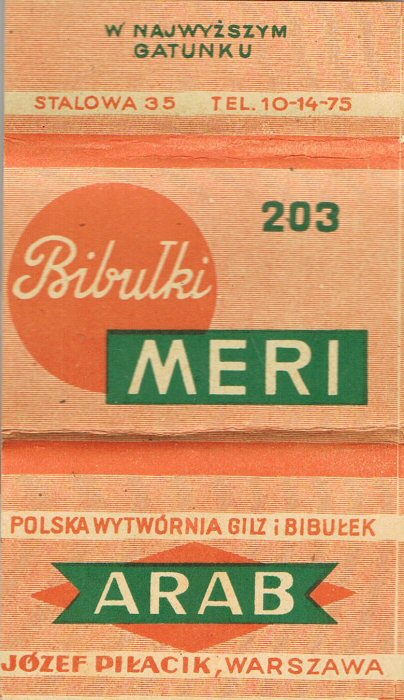 W NAJWYŻSZYM
GATUNKU
STALOWA 35 TEL. 10-14-75
203
Bibułki
MERI
POLSKA WYTWÓRNIA GILZ i BIBUŁEK
ARAB
JÓZEF PIŁACIK, WARSZAWA